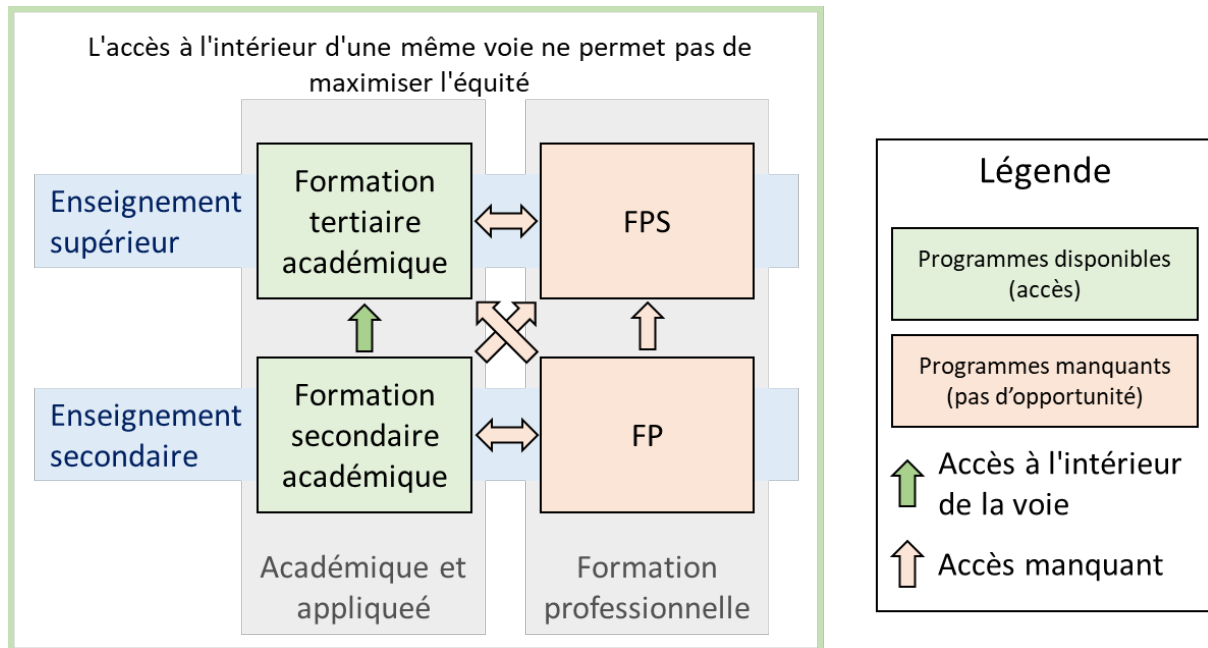 L'accès à l'intérieur d'une même voie ne permet pas de
maximiser l'équité
Enseignement
supérieur
Formation
tertiaire
académique
FPS
Enseignement
secondaire
Formation
secondaire
académique
FP
Académique et
appliqueé
Formation
professionnelle
Légende
Programmes disponibles
(accès)
Programmes manquants
(pas d’opportunité)
Accès à l'intérieur
de la voie
Accès manquant